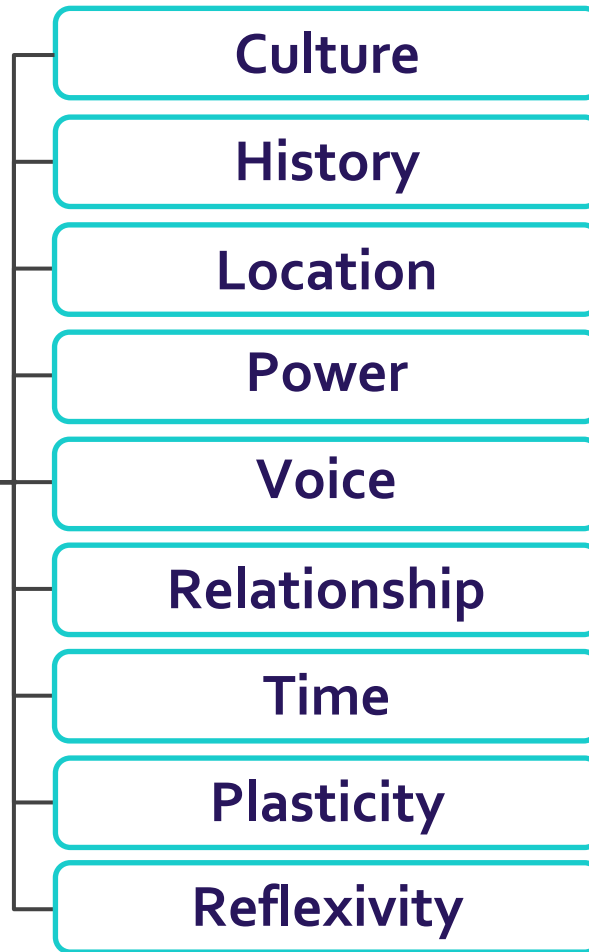 Culture
History
Location
Power
Voice
Relationship
Time
Plasticity
Reflexivity